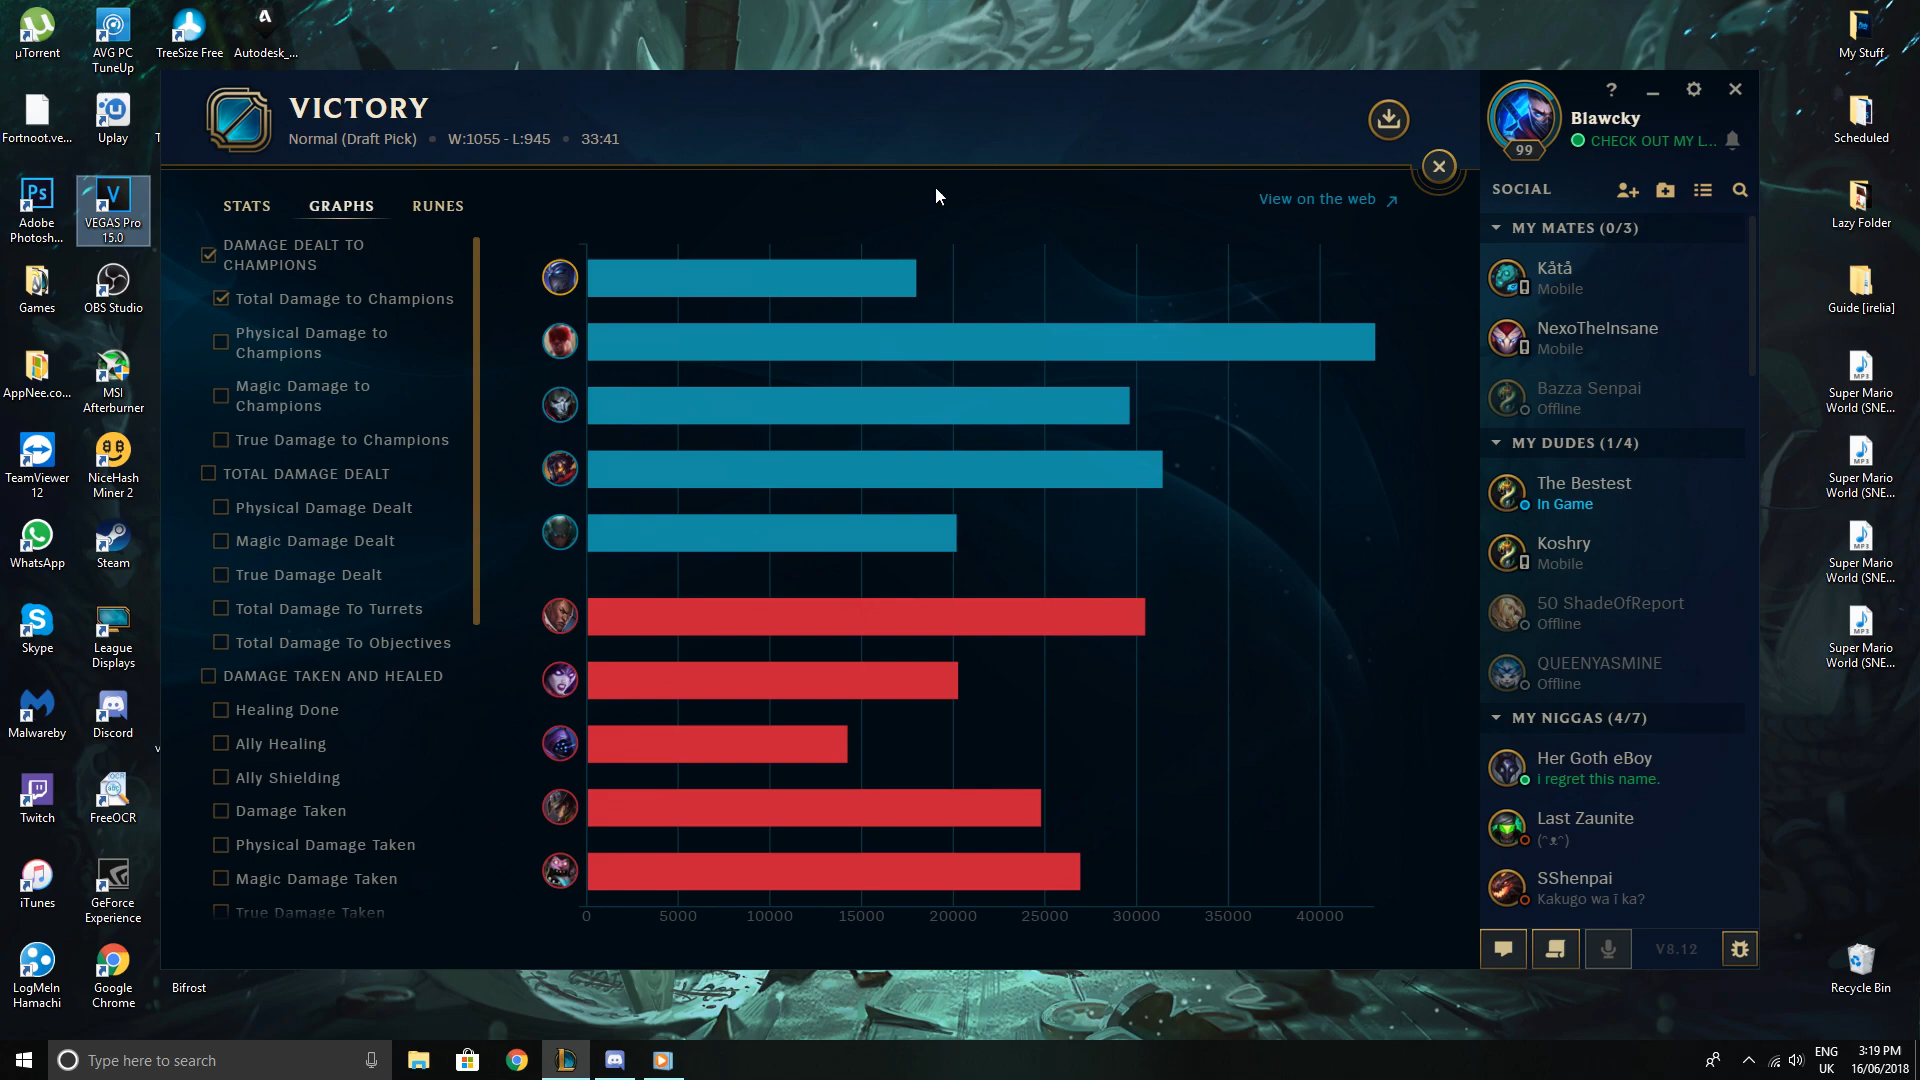 µTorrent
AVG PC
TuneUp
TreeSize Free
Autodesk_...
Fortnoot.ve...
Uplay
Adobe
Photosh...
VEGAS Pro
15.0
Games
OBS Studio
AppNee.co...
MSI
Afterburner
TeamViewer
12
NiceHash
Miner 2
WhatsApp
Steam
Skype
League
Displays
Malwareby
Discord
Twitch
FreeOCR
iTunes
GeForce
Experience
LogMeIn
Hamachi
Google
Chrome
Bifrost
VICTORY
Normal (Draft Pick) • W:1055 - L:945 • 33:41
STATS GRAPHS RUNES
View on the web
DAMAGE DEALT TO
CHAMPIONS
Total Damage to Champions
Physical Damage to
Champions
Magic Damage to
Champions
True Damage to Champions
TOTAL DAMAGE DEALT
Physical Damage Dealt
Magic Damage Dealt
True Damage Dealt
Total Damage To Turrets
Total Damage To Objectives
DAMAGE TAKEN AND HEALED
Healing Done
Ally Healing
Ally Shielding
Damage Taken
Physical Damage Taken
Magic Damage Taken
True Damage Taken
0 5000 10000 15000 20000 25000 30000 35000 40000
?
99
Blawcky
CHECK OUT MY L...
SOCIAL
MY MATES (0/3)
Kåtå
Mobile
NexoTheInsane
Mobile
Bazza Senpai
Offline
MY DUDES (1/4)
The Bestest
In Game
Koshry
Mobile
50 ShadeOfReport
Offline
QUEENYASMINE
Offline
MY NIGGAS (4/7)
Her Goth eBoy
i regret this name.
Last Zaunite
(ᵔᴥᵔ)
SShenpai
Kakugo wa ī ka?
V8.12
My Stuff
Scheduled
Lazy Folder
Guide [irelia]
Super Mario
World (SNE...
Super Mario
World (SNE...
Super Mario
World (SNE...
Super Mario
World (SNE...
Recycle Bin
Type here to search
ENG
UK
3:19 PM
16/06/2018